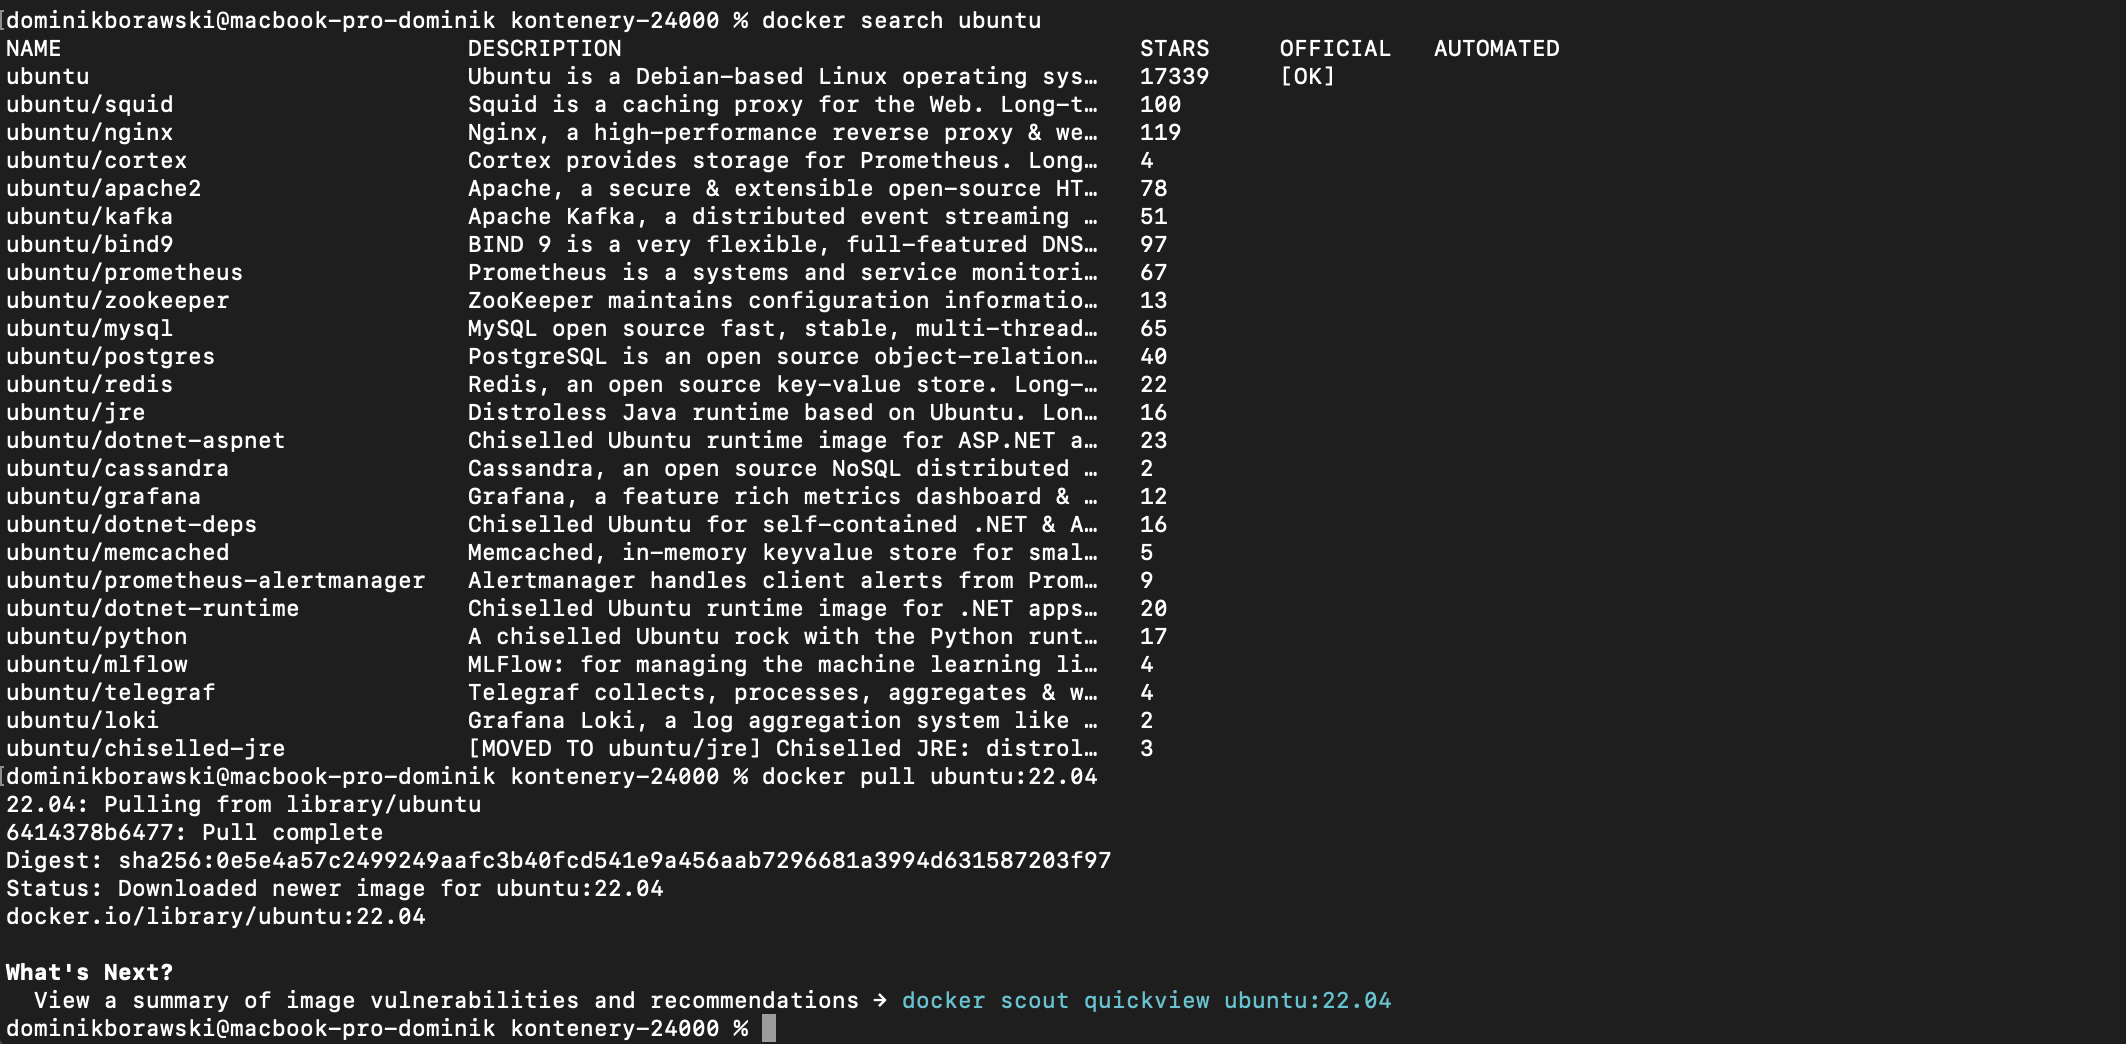 dominikborawski@macbook-pro-dominik kontenery-24000 % docker search ubuntu
NAME DESCRIPTION STARS OFFICIAL AUTOMATED
ubuntu Ubuntu is a Debian-based Linux operating sys… 17339 [OK]
ubuntu/squid Squid is a caching proxy for the Web. Long-t… 100
ubuntu/nginx Nginx, a high-performance reverse proxy & we… 119
ubuntu/cortex Cortex provides storage for Prometheus. Long… 4
ubuntu/apache2 Apache, a secure & extensible open-source HT… 78
ubuntu/kafka Apache Kafka, a distributed event streaming … 51
ubuntu/bind9 BIND 9 is a very flexible, full-featured DNS… 97
ubuntu/prometheus Prometheus is a systems and service monitori… 67
ubuntu/zookeeper ZooKeeper maintains configuration informatio… 13
ubuntu/mysql MySQL open source fast, stable, multi-thread… 65
ubuntu/postgres PostgreSQL is an open source object-relation… 40
ubuntu/redis Redis, an open source key-value store. Long-… 22
ubuntu/jre Distroless Java runtime based on Ubuntu. Lon… 16
ubuntu/dotnet-aspnet Chiselled Ubuntu runtime image for ASP.NET a… 23
ubuntu/cassandra Cassandra, an open source NoSQL distributed … 2
ubuntu/grafana Grafana, a feature rich metrics dashboard & … 12
ubuntu/dotnet-deps Chiselled Ubuntu for self-contained .NET & A… 16
ubuntu/memcached Memcached, in-memory keyvalue store for smal… 5
ubuntu/prometheus-alertmanager Alertmanager handles client alerts from Prom… 9
ubuntu/dotnet-runtime Chiselled Ubuntu runtime image for .NET apps… 20
ubuntu/python A chiselled Ubuntu rock with the Python runt… 17
ubuntu/mlflow MLFlow: for managing the machine learning li… 4
ubuntu/telegraf Telegraf collects, processes, aggregates & w… 4
ubuntu/loki Grafana Loki, a log aggregation system like … 2
ubuntu/chiselled-jre [MOVED TO ubuntu/jre] Chiselled JRE: distrol… 3
dominikborawski@macbook-pro-dominik kontenery-24000 % docker pull ubuntu:22.04
22.04: Pulling from library/ubuntu
6414378b6477: Pull complete
Digest: sha256:0e5e4a57c2499249aafc3b40fcd541e9a456aab7296681a3994d631587203f97
Status: Downloaded newer image for ubuntu:22.04
docker.io/library/ubuntu:22.04
What's Next?
View a summary of image vulnerabilities and recommendations → docker scout quickview ubuntu:22.04
dominikborawski@macbook-pro-dominik kontenery-24000 %